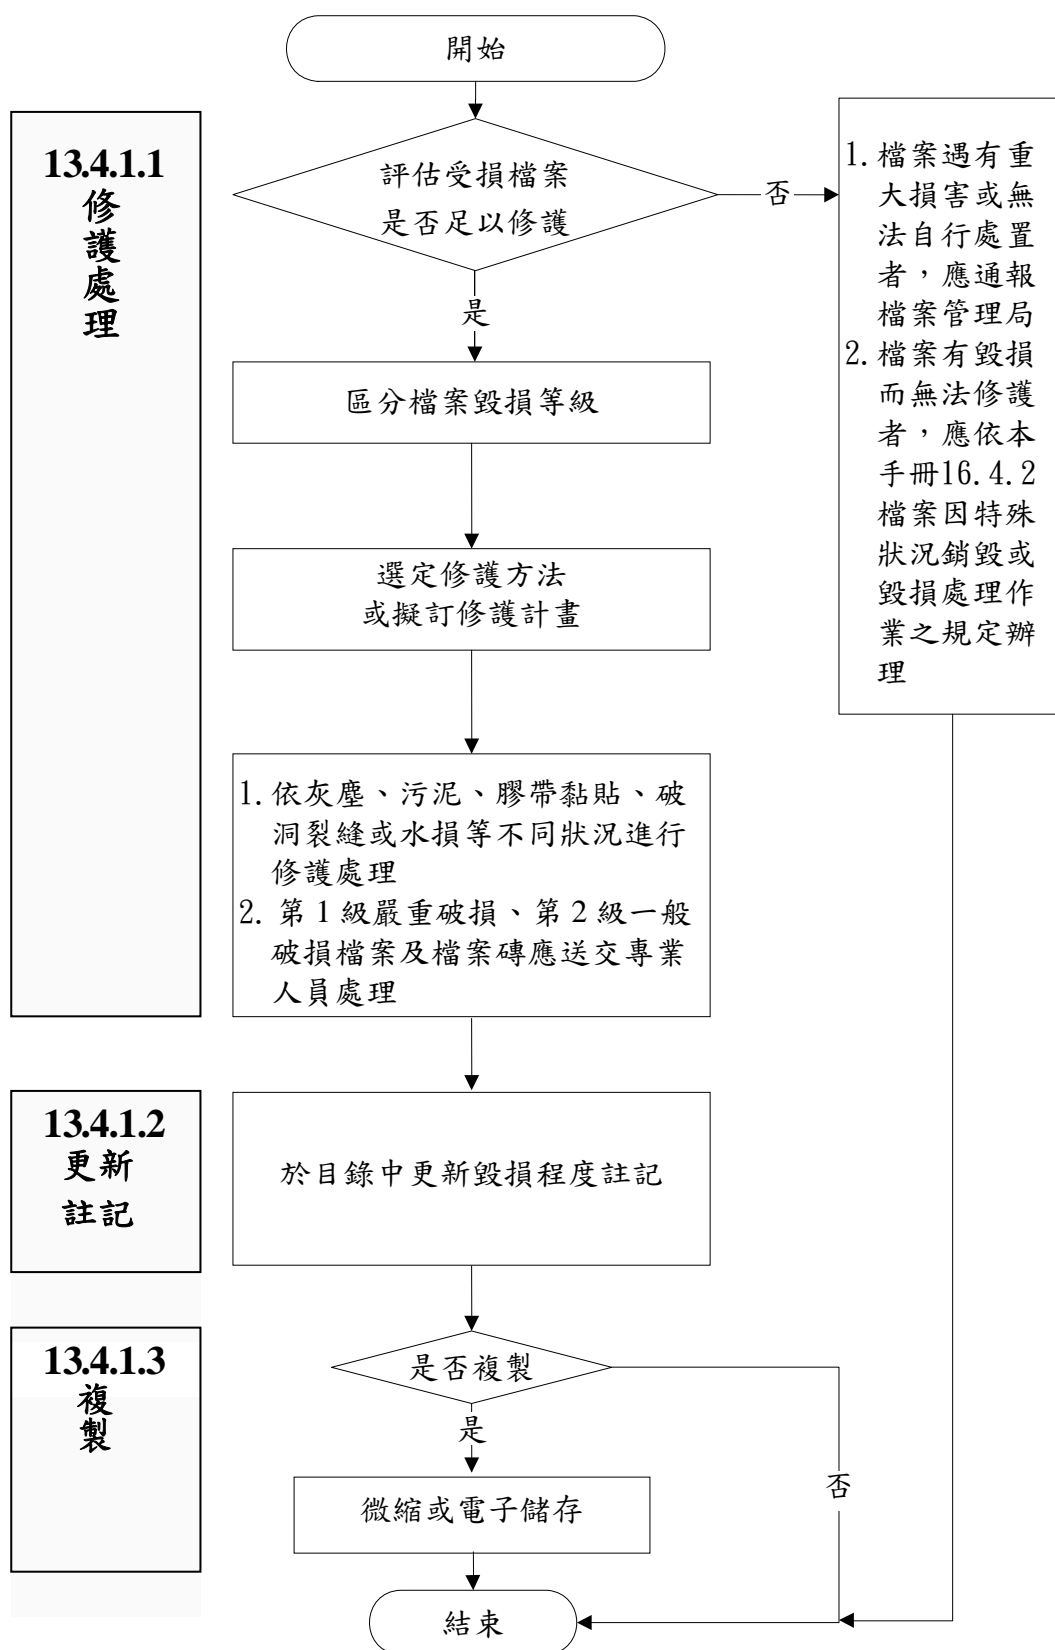 開始
13.4.1.1
修
護
處
理
評估受損檔案
是否足以修護
否
1. 檔案遇有重
大損害或無
法自行處置
者，應通報
檔案管理局
2. 檔案有毀損
而無法修護
者，應依本
手冊16.4.2
檔案因特殊
狀況銷毀或
毀損處理作
業之規定辦
理
是
區分檔案毀損等級
選定修護方法
或擬訂修護計畫
1. 依灰塵、污泥、膠帶黏貼、破
洞裂縫或水損等不同狀況進行
修護處理
2. 第1級嚴重破損、第2級一般
破損檔案及檔案磚應送交專業
人員處理
13.4.1.2
更新
註記
於目錄中更新毀損程度註記
13.4.1.3
複
製
是否複製
是
否
微縮或電子儲存
結束